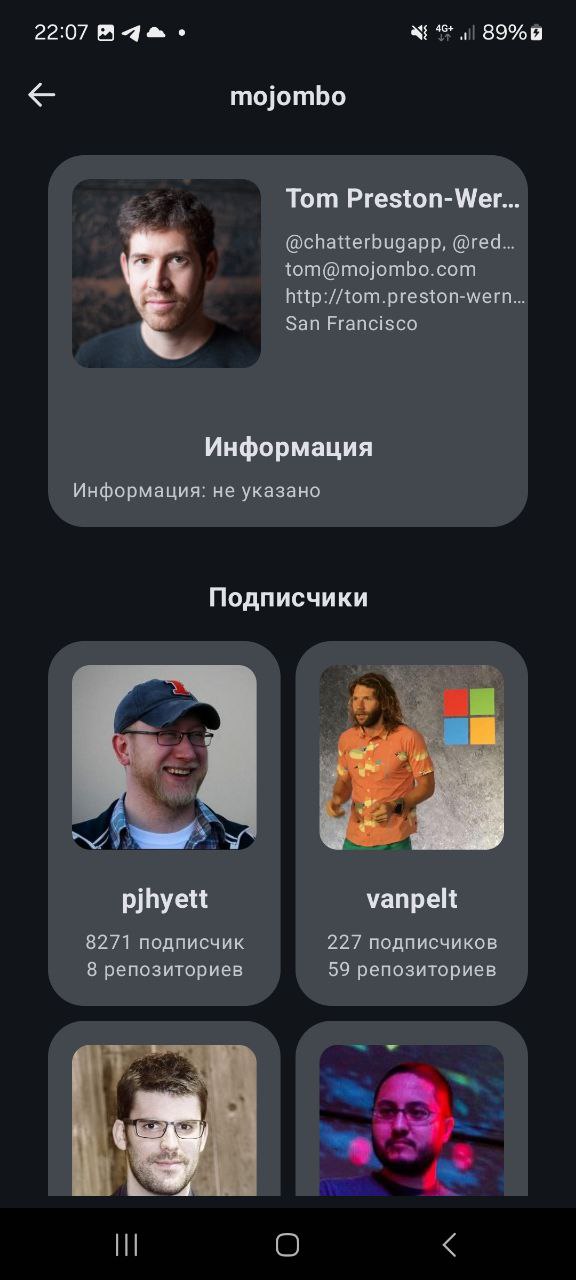 22:07
4G+
89%
mojombo
Tom Preston-Wer...
@chatterbugapp, @red...
tom@mojombo.com
http://tom.preston-wern...
San Francisco
Информация
Информация: не указано
Подписчики
pjhyett
8271 подписчик
8 репозиториев
vanpelt
227 подписчиков
59 репозиториев